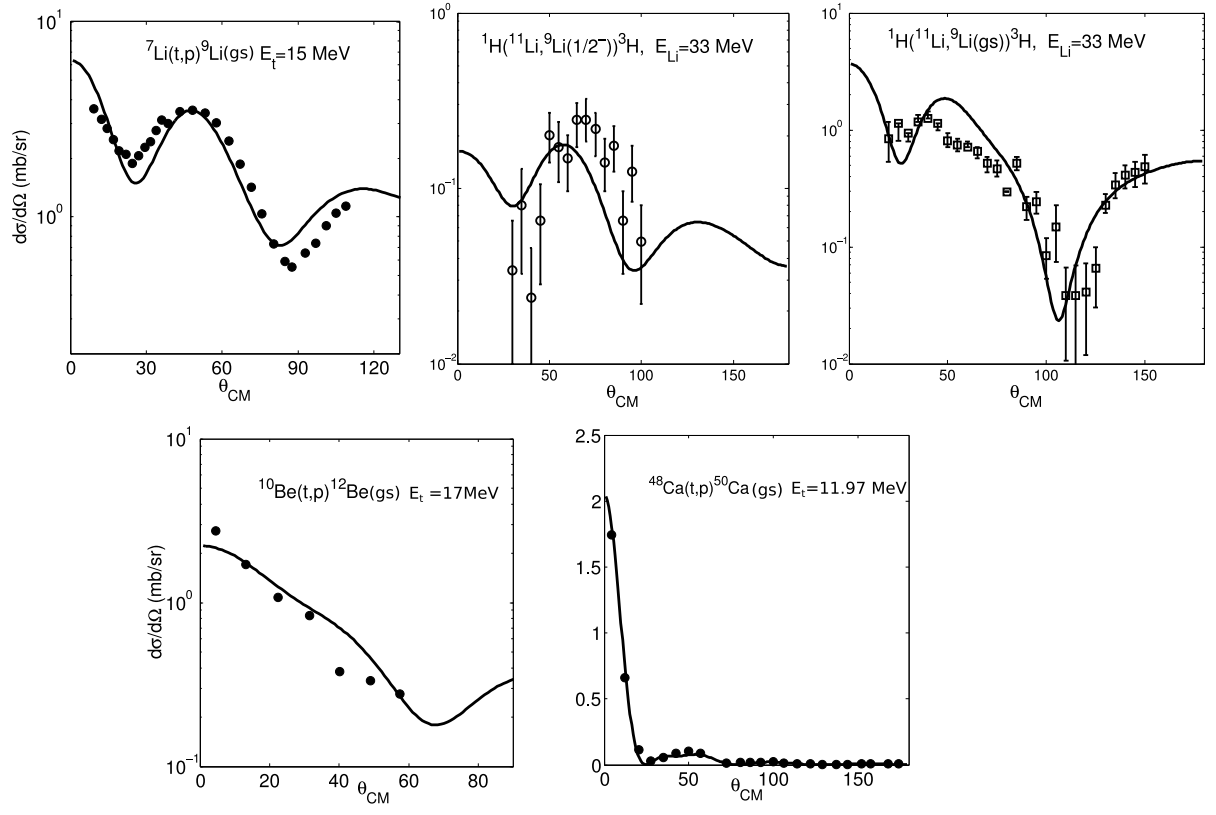 ⁷Li(t,p)⁹Li(gs) E_t=15 MeV
10¹
10⁰
dσ/dΩ (mb/sr)
0 30 60 90 120
θ_CM
¹H(¹¹Li,⁹Li(1/2⁻))³H, E_Li=33 MeV
10⁰
10⁻¹
10⁻²
0 50 100 150
θ_CM
¹H(¹¹Li,⁹Li(gs))³H, E_Li=33 MeV
10¹
10⁰
10⁻¹
10⁻²
0 50 100 150
θ_CM
¹⁰Be(t,p)¹²Be(gs) E_t =17MeV
10¹
10⁰
10⁻¹
dσ/dΩ (mb/sr)
0 20 40 60 80
θ_CM
⁴⁸Ca(t,p)⁵⁰Ca(gs) E_t=11.97 MeV
2.5
2
1.5
1
0.5
0
0 50 100 150
θ_CM